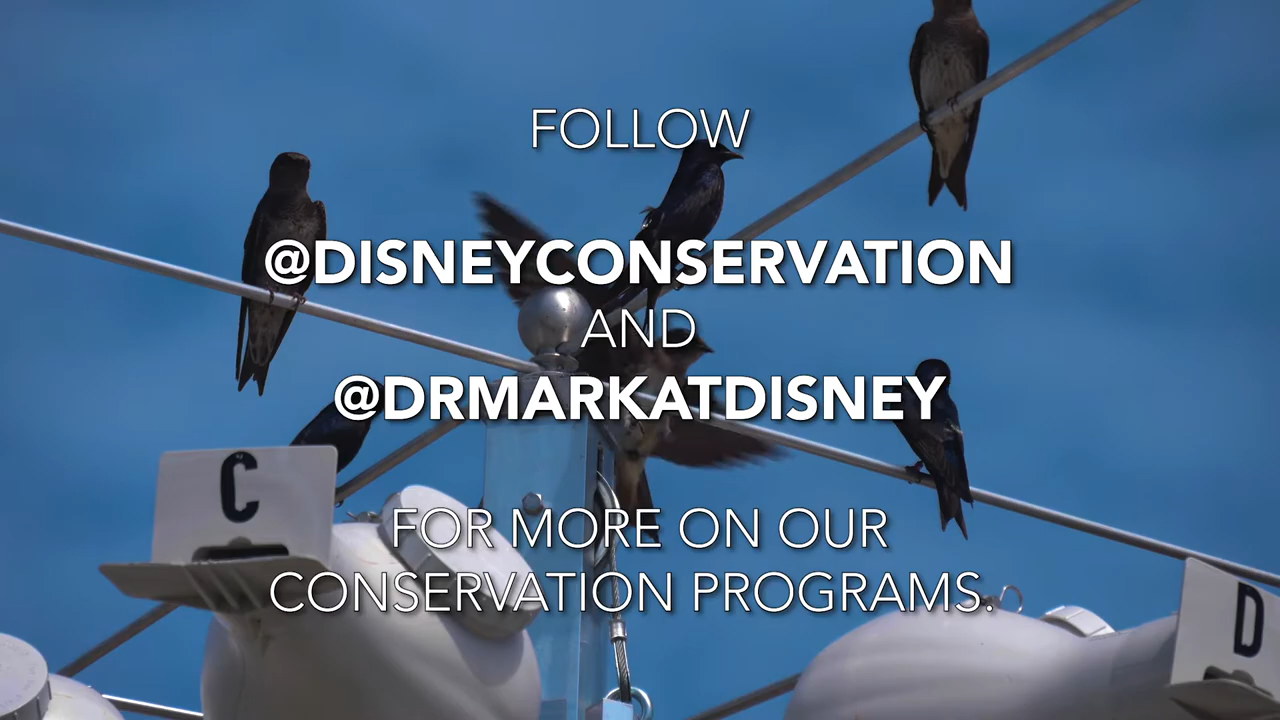 FOLLOW
@DISNEYCONSERVATION
AND
@DRMARKATDISNEY
C
FOR MORE ON OUR
CONSERVATION PROGRAMS.
D